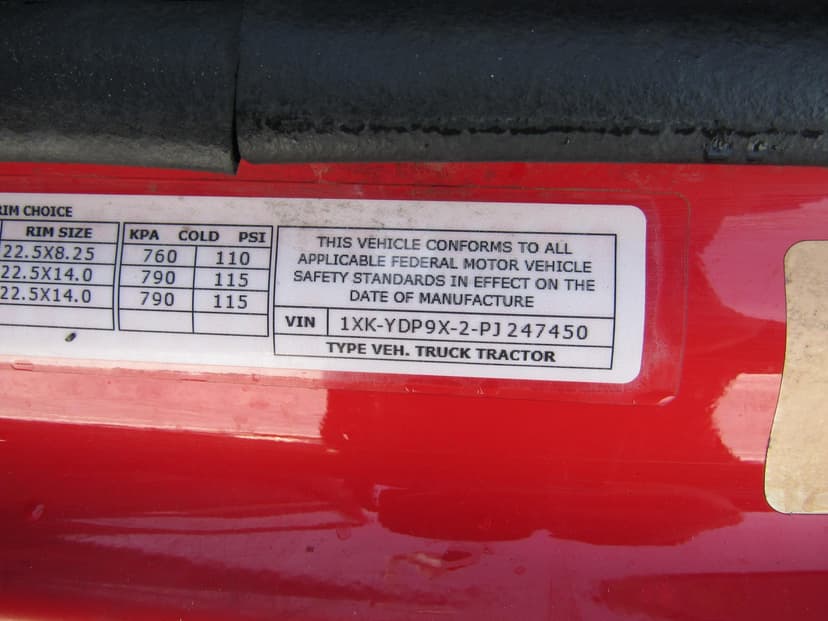 RIM CHOICE
RIM SIZE
22.5X8.25
22.5X14.0
22.5X14.0
KPA COLD PSI
760 110
790 115
790 115
THIS VEHICLE CONFORMS TO ALL
APPLICABLE FEDERAL MOTOR VEHICLE
SAFETY STANDARDS IN EFFECT ON THE
DATE OF MANUFACTURE
VIN 1XK-YDP9X-2-PJ247450
TYPE VEH. TRUCK TRACTOR